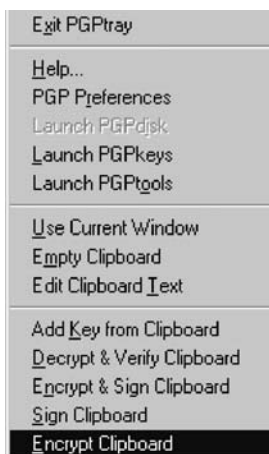 Exit PGPtray
Help...
PGP Preferences
Launch PGPdisk
Launch PGPkeys
Launch PGPtools
Use Current Window
Empty Clipboard
Edit Clipboard Text
Add Key from Clipboard
Decrypt & Verify Clipboard
Encrypt & Sign Clipboard
Sign Clipboard
Encrypt Clipboard